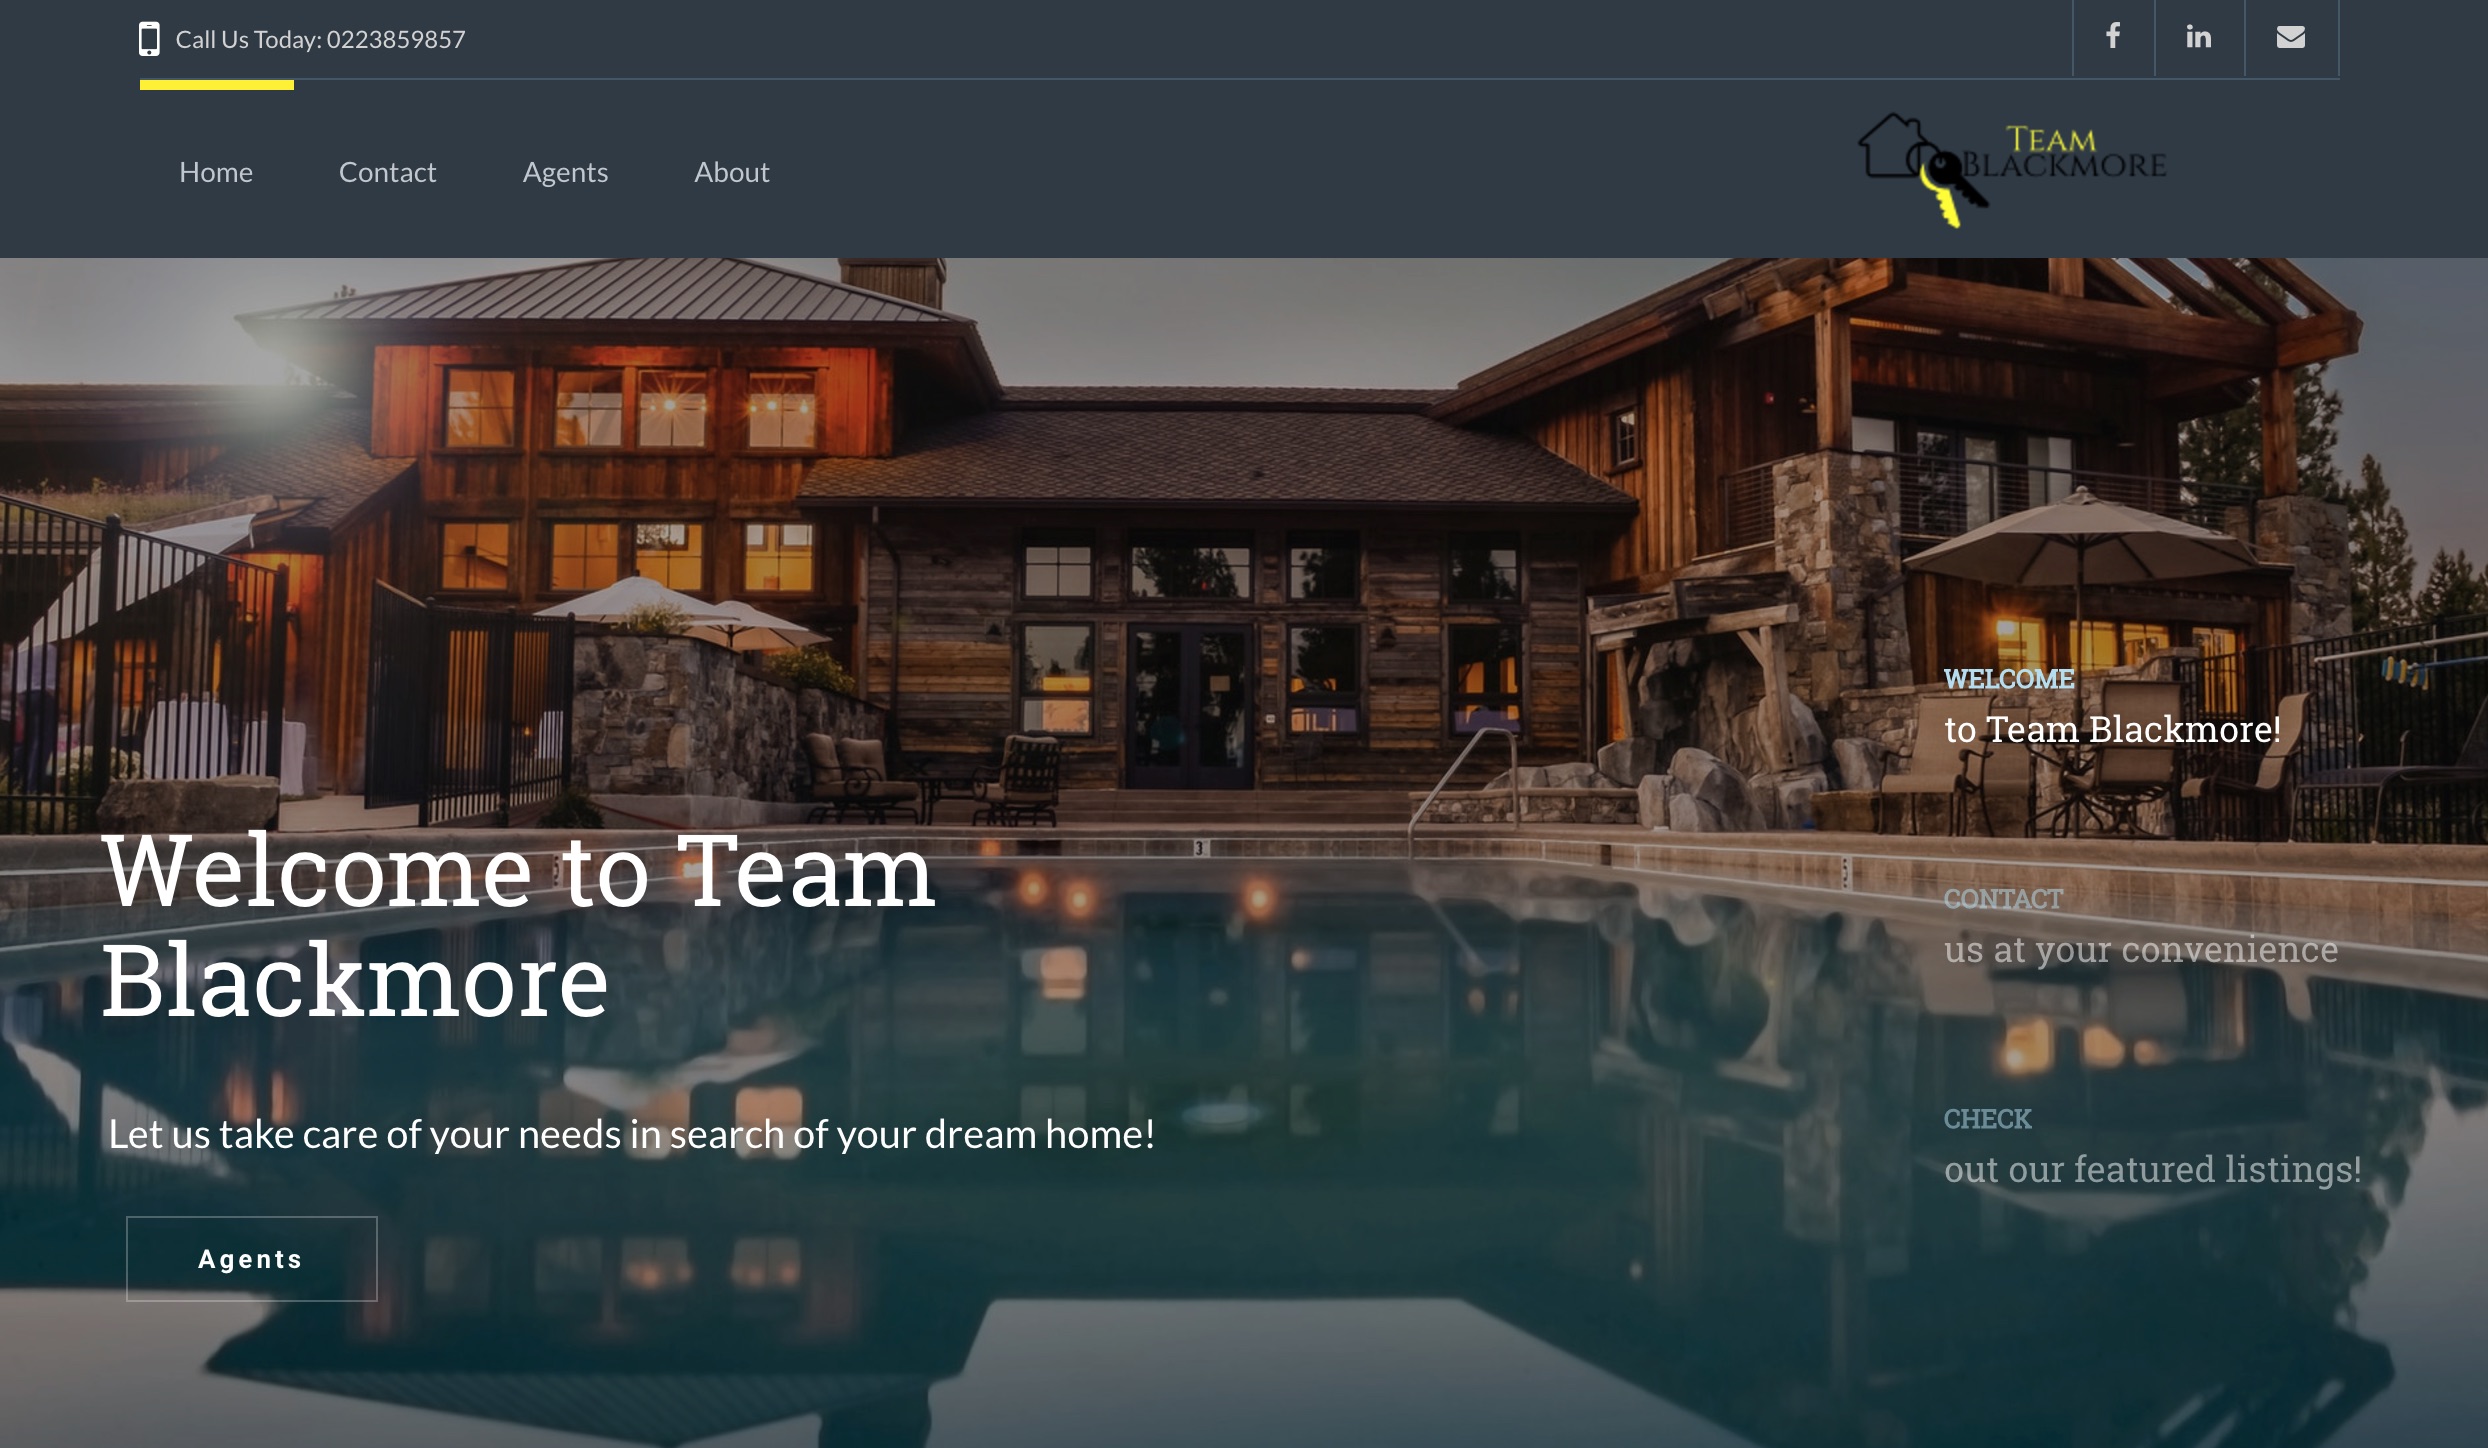 Call Us Today: 0223859857
Home
Contact
Agents
About
TEAM
BLACKMORE
WELCOME
to Team Blackmore!
Welcome to Team
Blackmore
CONTACT
us at your convenience
Let us take care of your needs in search of your dream home!
CHECK
out our featured listings!
Agents